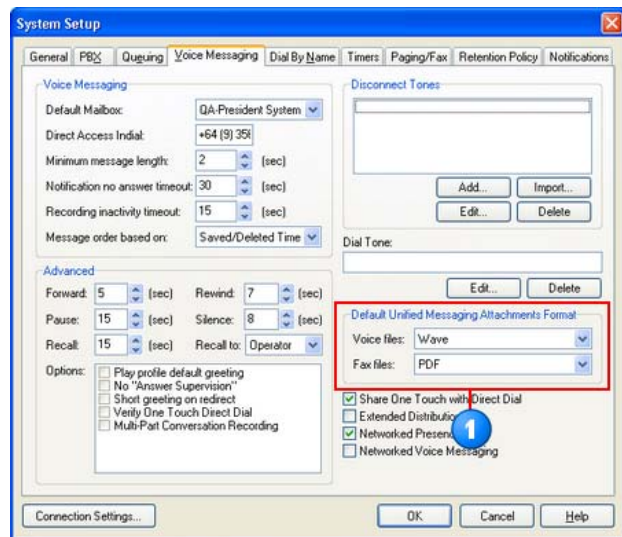 System Setup
General PBX Queuing Voice Messaging Dial By Name Timers Paging/Fax Retention Policy Notifications
Voice Messaging
Default Mailbox: QA-President System
Direct Access Indial: +64 (9) 358
Minimum message length: 2 (sec)
Notification no answer timeout: 30 (sec)
Recording inactivity timeout: 15 (sec)
Message order based on: Saved/Deleted Time
Advanced
Forward: 5 (sec) Rewind: 7 (sec)
Pause: 15 (sec) Silence: 8 (sec)
Recall: 15 (sec) Recall to: Operator
Options: Play profile default greeting
No "Answer Supervision"
Short greeting on redirect
Verify One Touch Direct Dial
Multi-Part Conversation Recording
Disconnect Tones
Add... Import...
Edit... Delete
Dial Tone:
Edit... Delete
Default Unified Messaging Attachments Format
Voice files: Wave
Fax files: PDF
Share One Touch with Direct Dial
Extended Distributio
1
Networked Presenc
Networked Voice Messaging
Connection Settings... OK Cancel Help